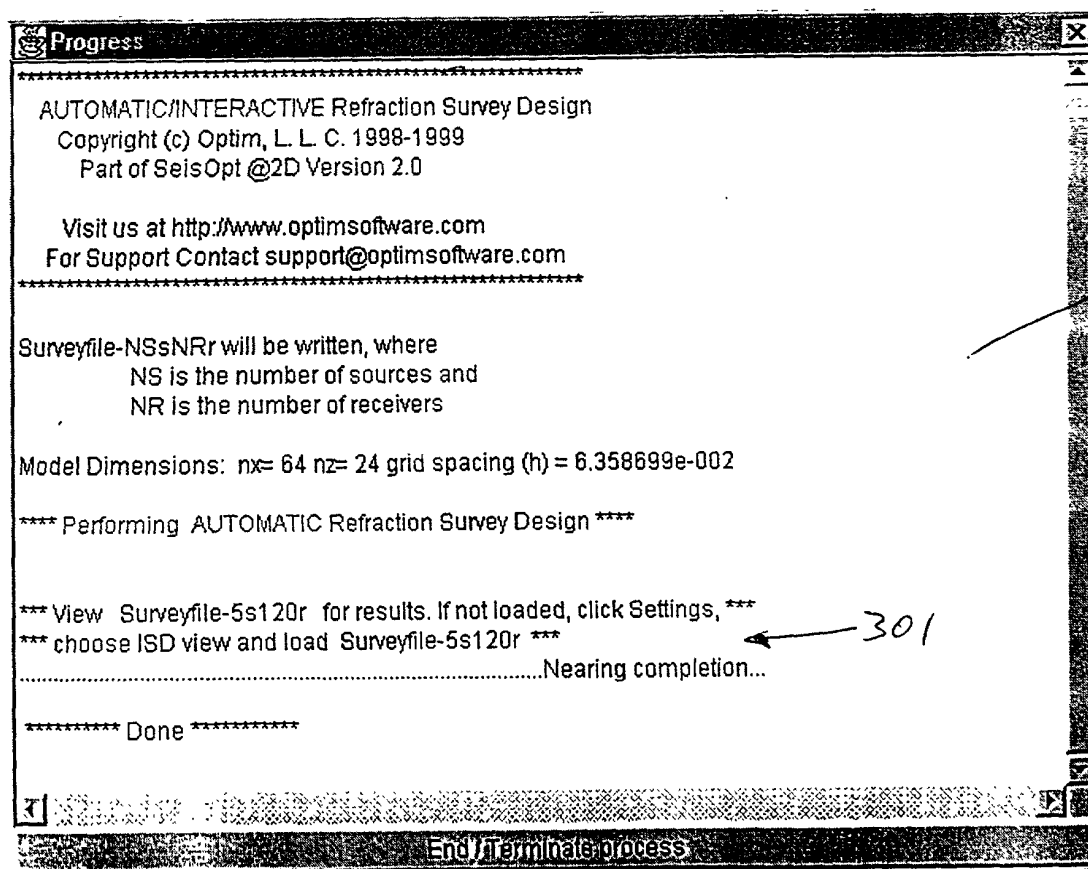 Progress
************************************************************
AUTOMATIC/INTERACTIVE Refraction Survey Design
Copyright (c) Optim, L. L. C. 1998-1999
Part of SeisOpt @2D Version 2.0
Visit us at http://www.optimsoftware.com
For Support Contact support@optimsoftware.com
************************************************************
Surveyfile-NSsNRr will be written, where
NS is the number of sources and
NR is the number of receivers
Model Dimensions: nx= 64 nz= 24 grid spacing (h) = 6.358699e-002
**** Performing AUTOMATIC Refraction Survey Design ****
*** View Surveyfile-5s120r for results. If not loaded, click Settings, ***
*** choose ISD view and load Surveyfile-5s120r ***
301
...............................................................................................Nearing completion...
********** Done ***********
End / Terminate process